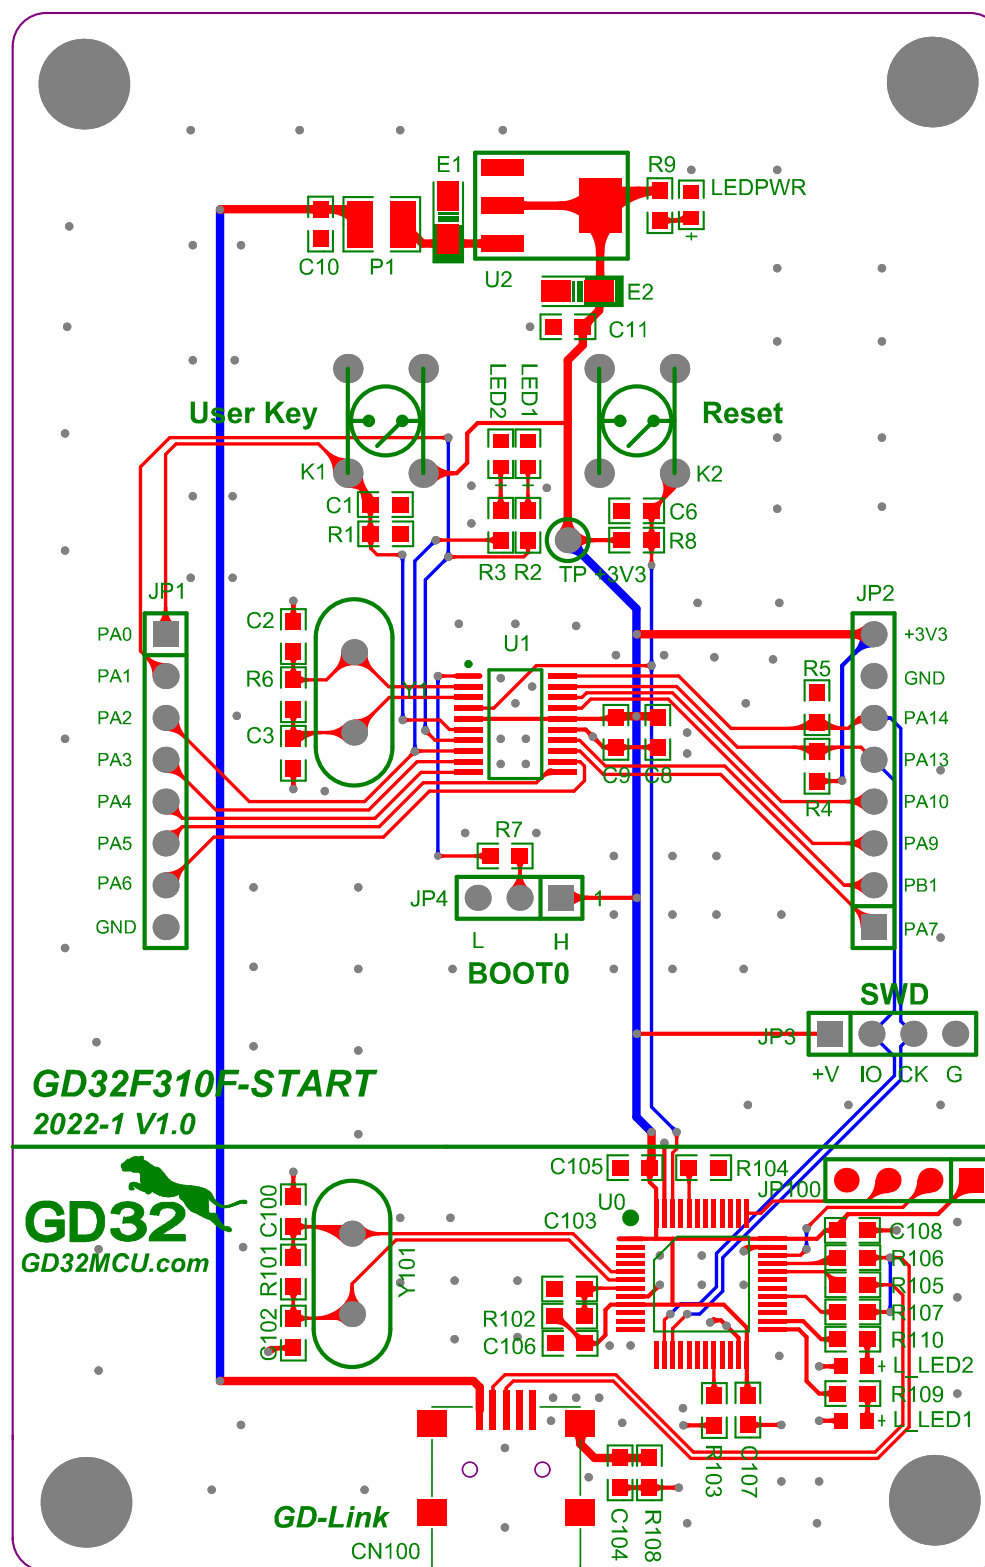 E1
R9
LEDPWR
+
C10
P1
U2
E2
C11
LED2
LED1
User Key
Reset
K1
K2
+
+
C1
C6
R1
R8
R3
R2
TP
+3V3
JP1
JP2
PA0
C2
U1
+3V3
PA1
R6
Y1
R5
GND
PA2
C3
PA14
PA3
C9
C8
PA13
PA4
R4
PA10
PA5
R7
PA9
PA6
JP4
1
PB1
GND
L
H
PA7
BOOT0
SWD
JP3
+V
IO
CK
G
GD32F310F-START
2022-1 V1.0
C105
R104
JP100
GD32
GD32MCU.com
C100
U0
C103
C108
R101
Y101
R106
R105
R102
R107
C102
C106
R110
+ L_LED2
R109
+ L_LED1
R103
C107
GD-Link
C104
R108
CN100